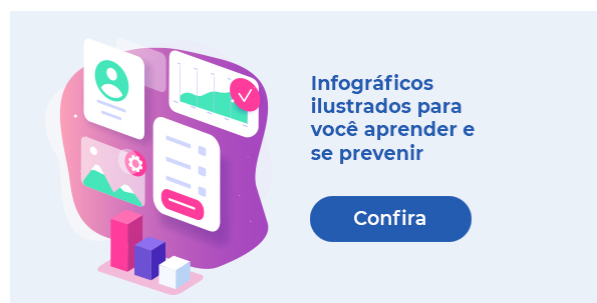 Infográficos
ilustrados para
você aprender e
se prevenir
Confira